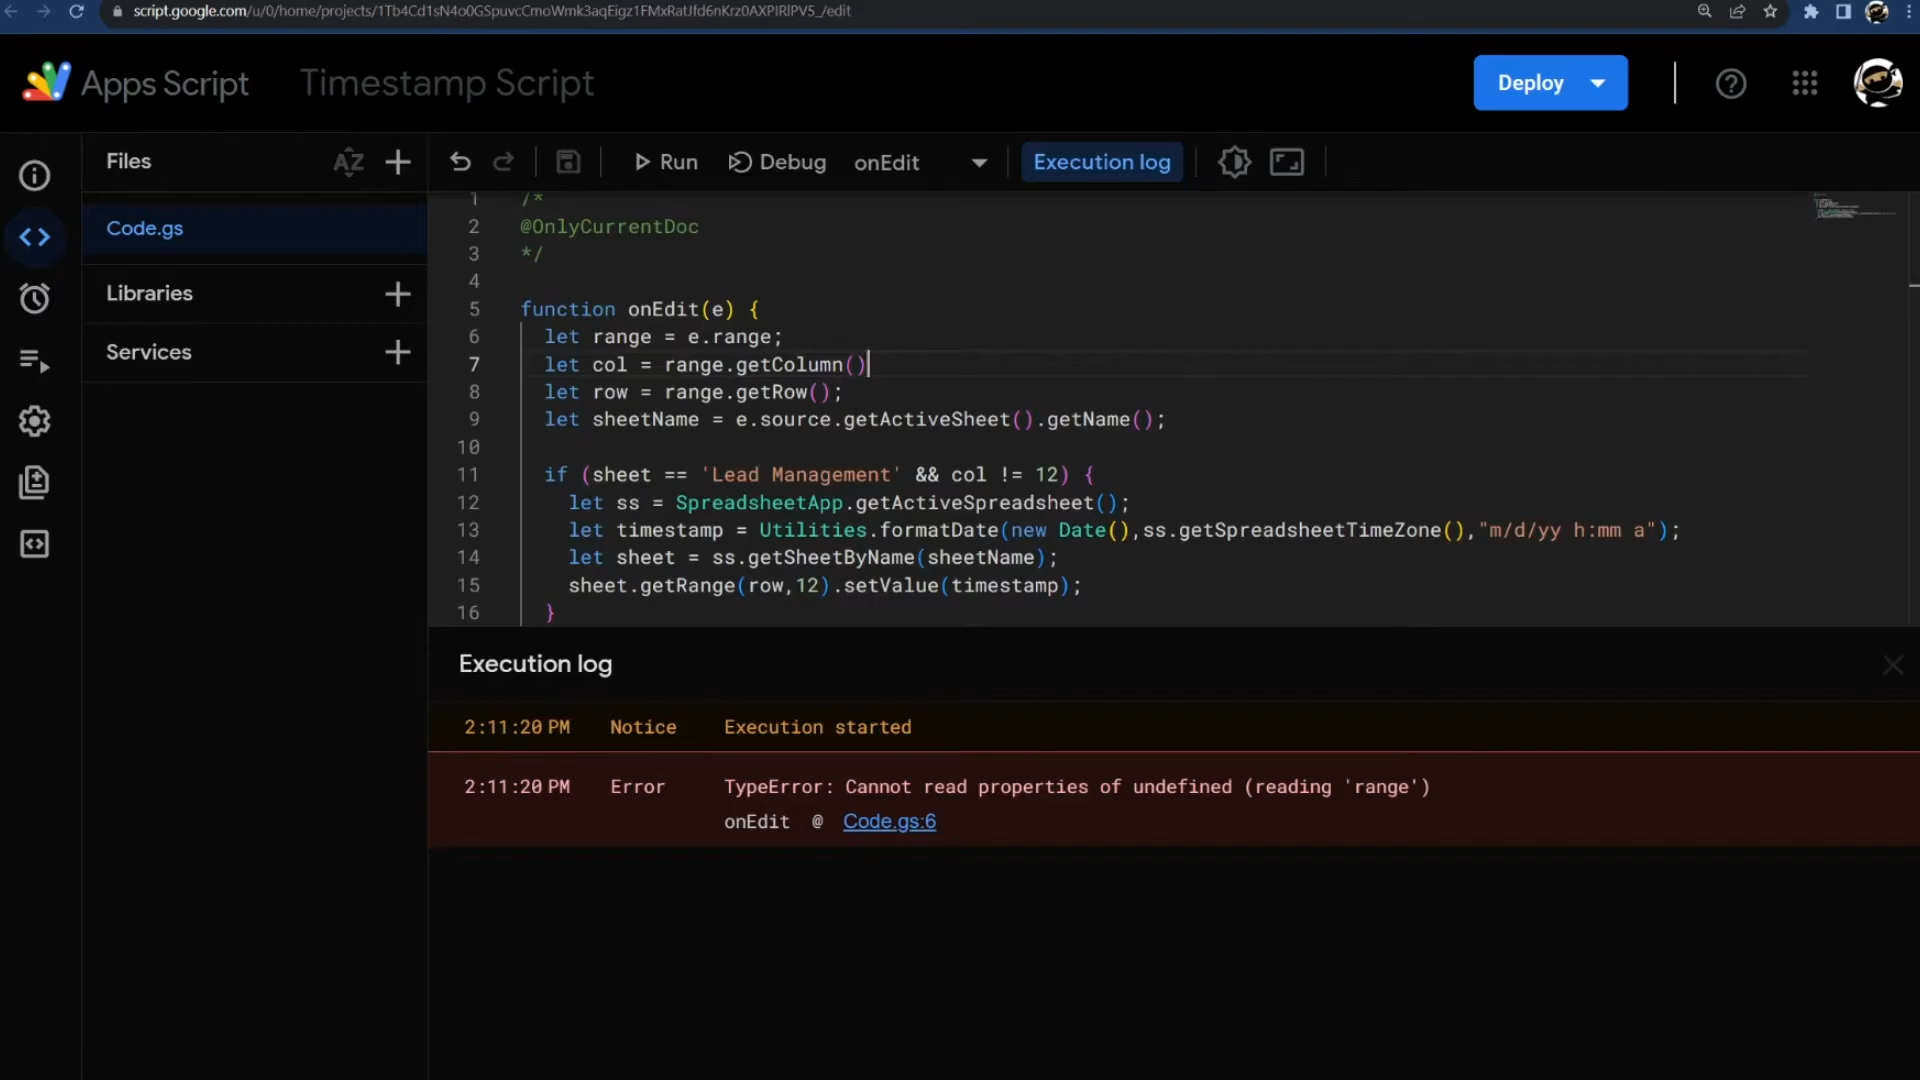 script.google.com/u/0/home/projects/1Tb4Cd1sN4o0GSpuvcCmoWmk3aqEigz1FMxRatJfd6nKrz0AXPIRlPV5_/edit
Apps Script Timestamp Script Deploy
Files AZ Run Debug onEdit Execution log
Code.gs
Libraries
Services
1 /*
2 @OnlyCurrentDoc
3 */
4
5 function onEdit(e) {
6 let range = e.range;
7 let col = range.getColumn()
8 let row = range.getRow();
9 let sheetName = e.source.getActiveSheet().getName();
10
11 if (sheet == 'Lead Management' && col != 12) {
12 let ss = SpreadsheetApp.getActiveSpreadsheet();
13 let timestamp = Utilities.formatDate(new Date(),ss.getSpreadsheetTimeZone(),"m/d/yy h:mm a");
14 let sheet = ss.getSheetByName(sheetName);
15 sheet.getRange(row,12).setValue(timestamp);
16 }
Execution log
2:11:20 PM Notice Execution started
2:11:20 PM Error TypeError: Cannot read properties of undefined (reading 'range')
onEdit @ Code.gs:6